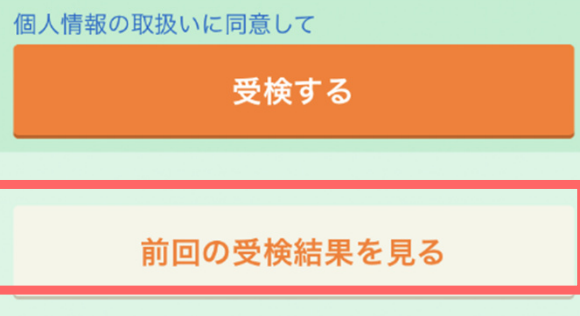 個人情報の取扱いに同意して
受検する
前回の受検結果を見る